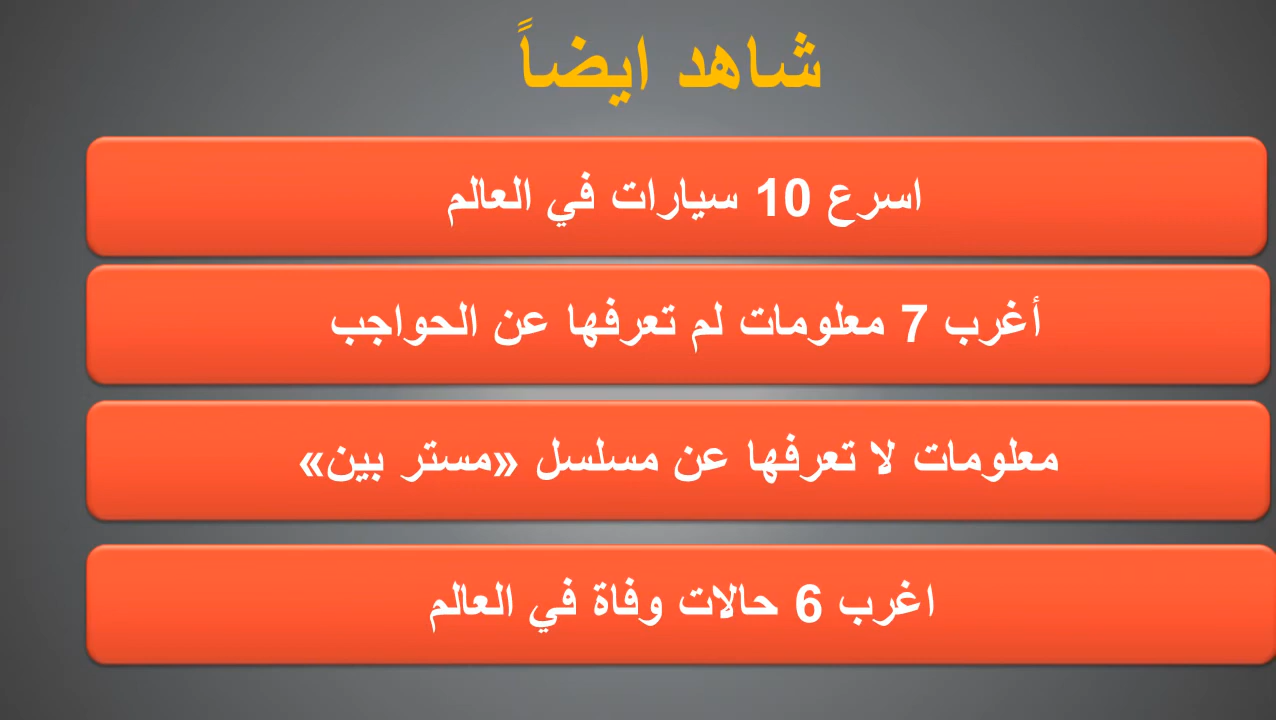 شاهد ايضاً
اسرع 10 سيارات في العالم
أغرب 7 معلومات لم تعرفها عن الحواجب
معلومات لا تعرفها عن مسلسل «مستر بين»
اغرب 6 حالات وفاة في العالم